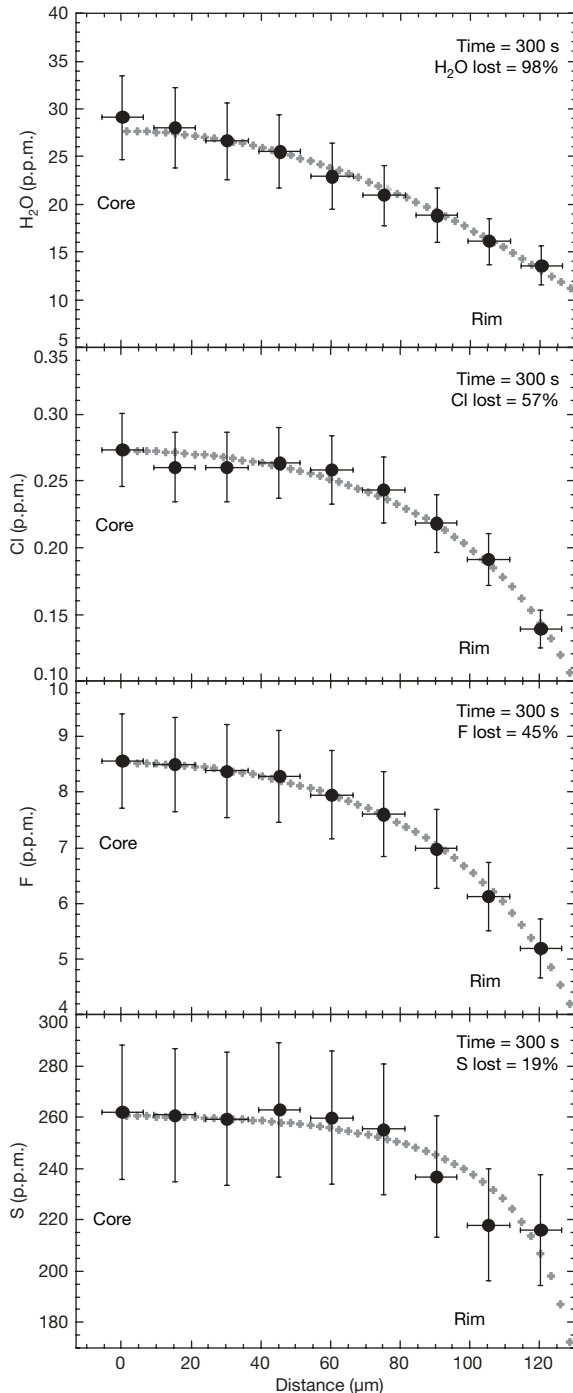 Time = 300 s
H₂O lost = 98%
35
30
25
20
15
10
5
H₂O (p.p.m.)
Core
Rim
Time = 300 s
Cl lost = 57%
0.35
0.30
0.25
0.20
0.15
0.10
Cl (p.p.m.)
Core
Rim
Time = 300 s
F lost = 45%
10
9
8
7
6
5
4
F (p.p.m.)
Core
Rim
Time = 300 s
S lost = 19%
300
280
260
240
220
200
180
S (p.p.m.)
Core
Rim
0 20 40 60 80 100 120
Distance (µm)